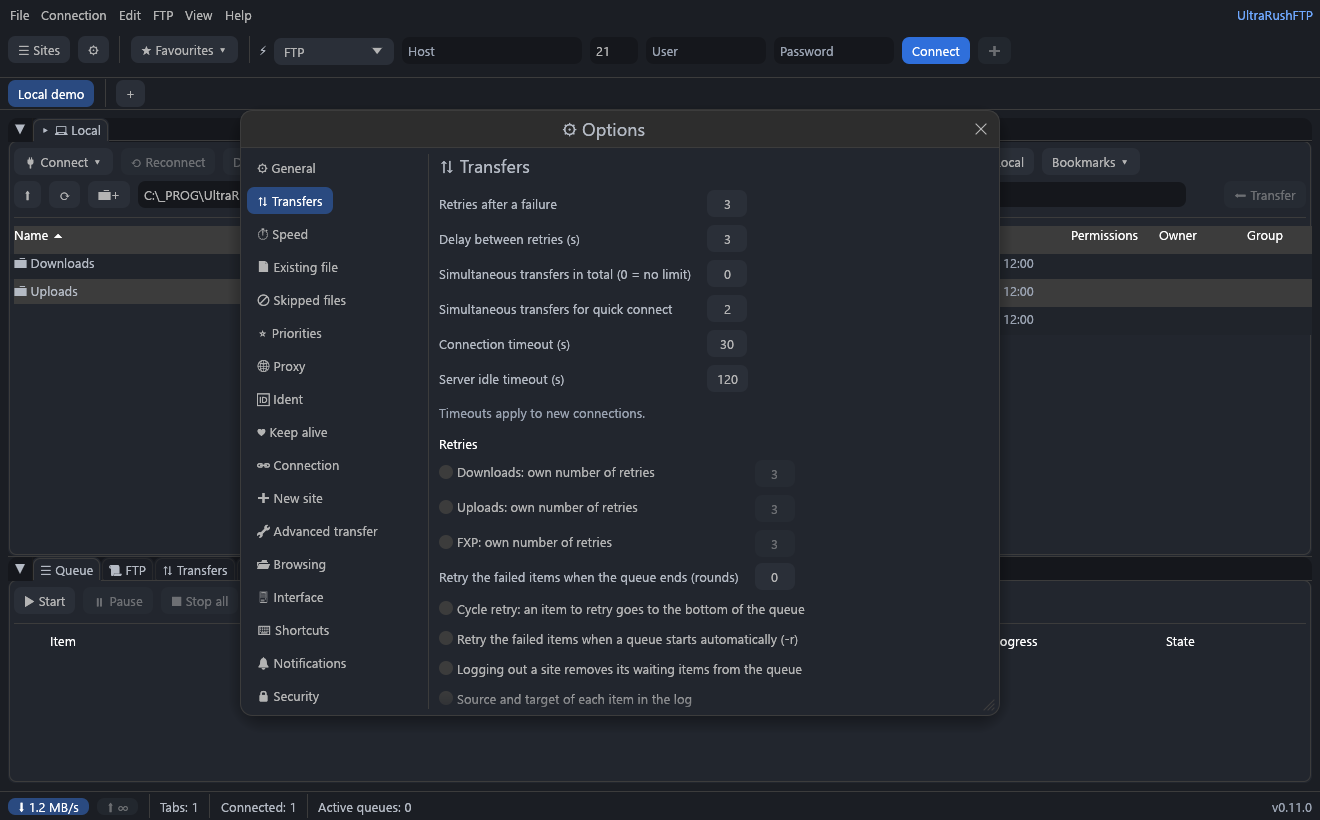 File Connection Edit FTP View Help UltraRushFTP
Sites Favourites FTP Host 21 User Password Connect +
Local demo +
Local
Connect Reconnect D ocal Bookmarks
C:\_PROG\UltraR Transfer
Name Permissions Owner Group
Downloads 12:00
Uploads 12:00
12:00
Options
General
Transfers
Speed
Existing file
Skipped files
Priorities
Proxy
ID Ident
Keep alive
Connection
New site
Advanced transfer
Browsing
Interface
Shortcuts
Notifications
Security
Transfers
Retries after a failure 3
Delay between retries (s) 3
Simultaneous transfers in total (0 = no limit) 0
Simultaneous transfers for quick connect 2
Connection timeout (s) 30
Server idle timeout (s) 120
Timeouts apply to new connections.
Retries
Downloads: own number of retries 3
Uploads: own number of retries 3
FXP: own number of retries 3
Retry the failed items when the queue ends (rounds) 0
Cycle retry: an item to retry goes to the bottom of the queue
Retry the failed items when a queue starts automatically (-r)
Logging out a site removes its waiting items from the queue
Source and target of each item in the log
Queue FTP Transfers
Start Pause Stop all
Item ogress State
1.2 MB/s ∞ Tabs: 1 Connected: 1 Active queues: 0 v0.11.0